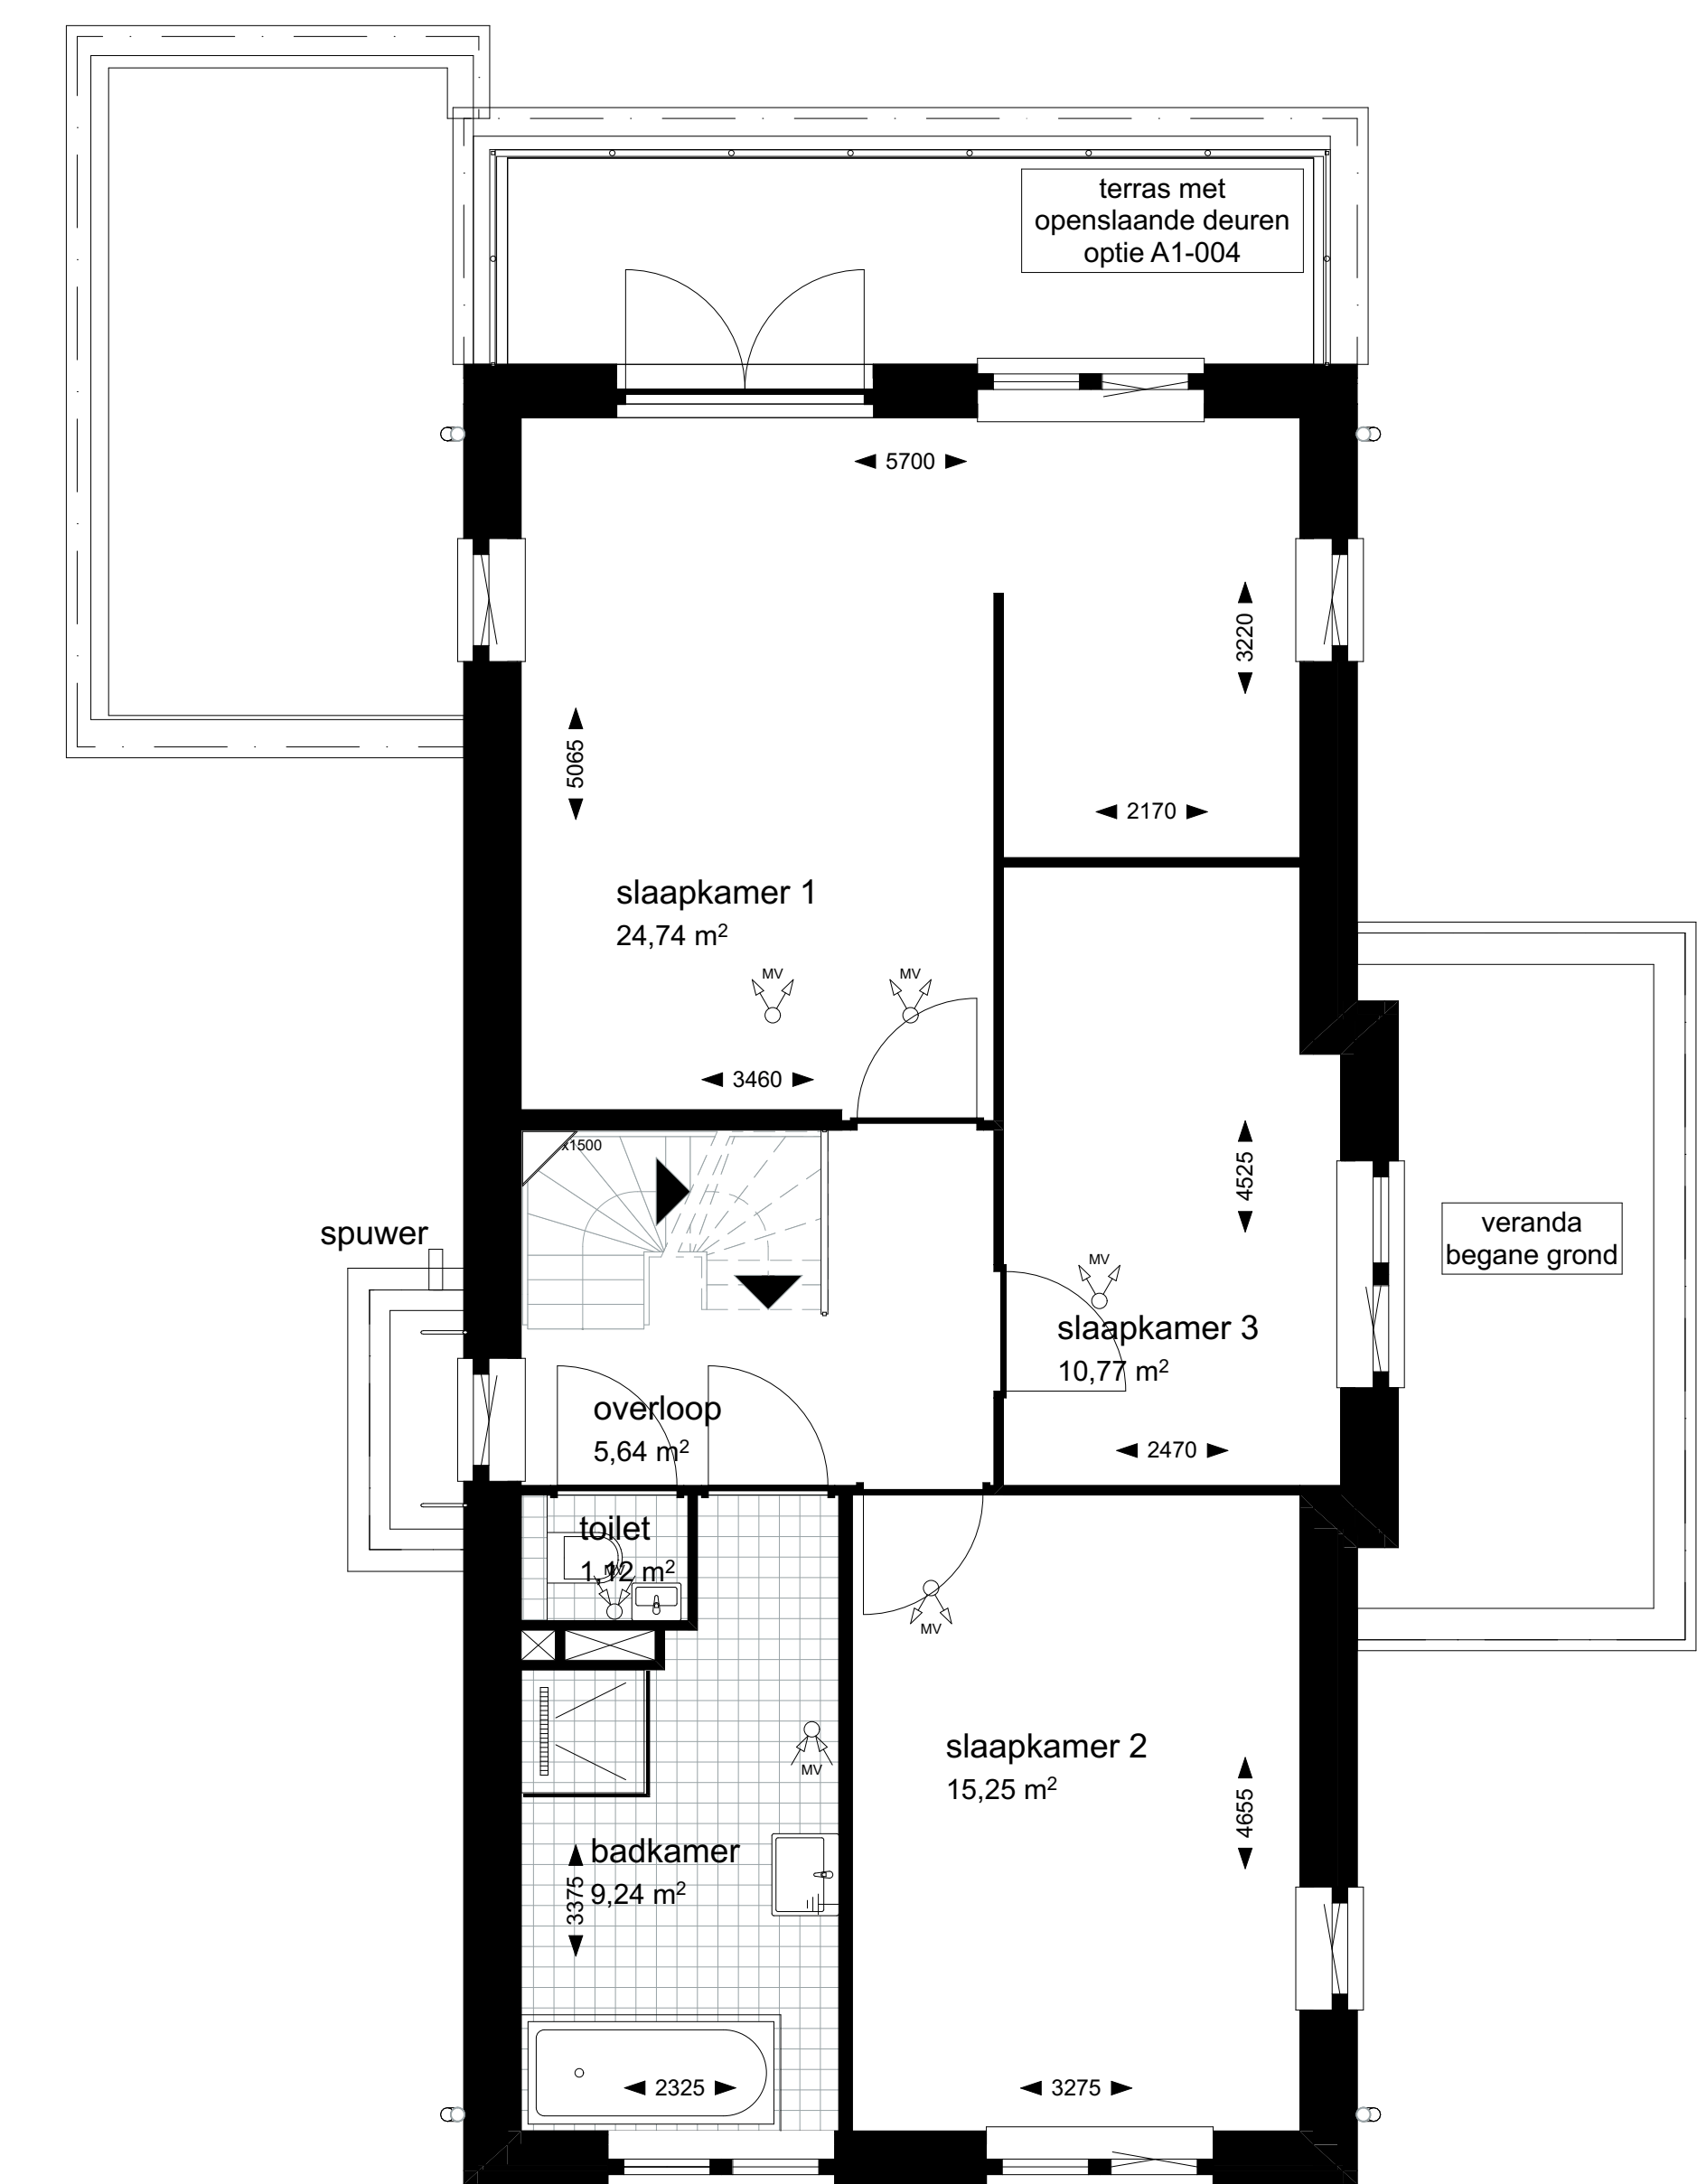 terras met
openslaande deuren
optie A1-004
5700
3220
5065
2170
slaapkamer 1
24,74 m²
MV
MV
3460
x1500
4525
spuwer
veranda
begane grond
MV
slaapkamer 3
10,77 m²
overloop
5,64 m²
2470
toilet
1,12 m²
MV
MV
slaapkamer 2
15,25 m²
MV
4655
badkamer
9,24 m²
3375
2325
3275